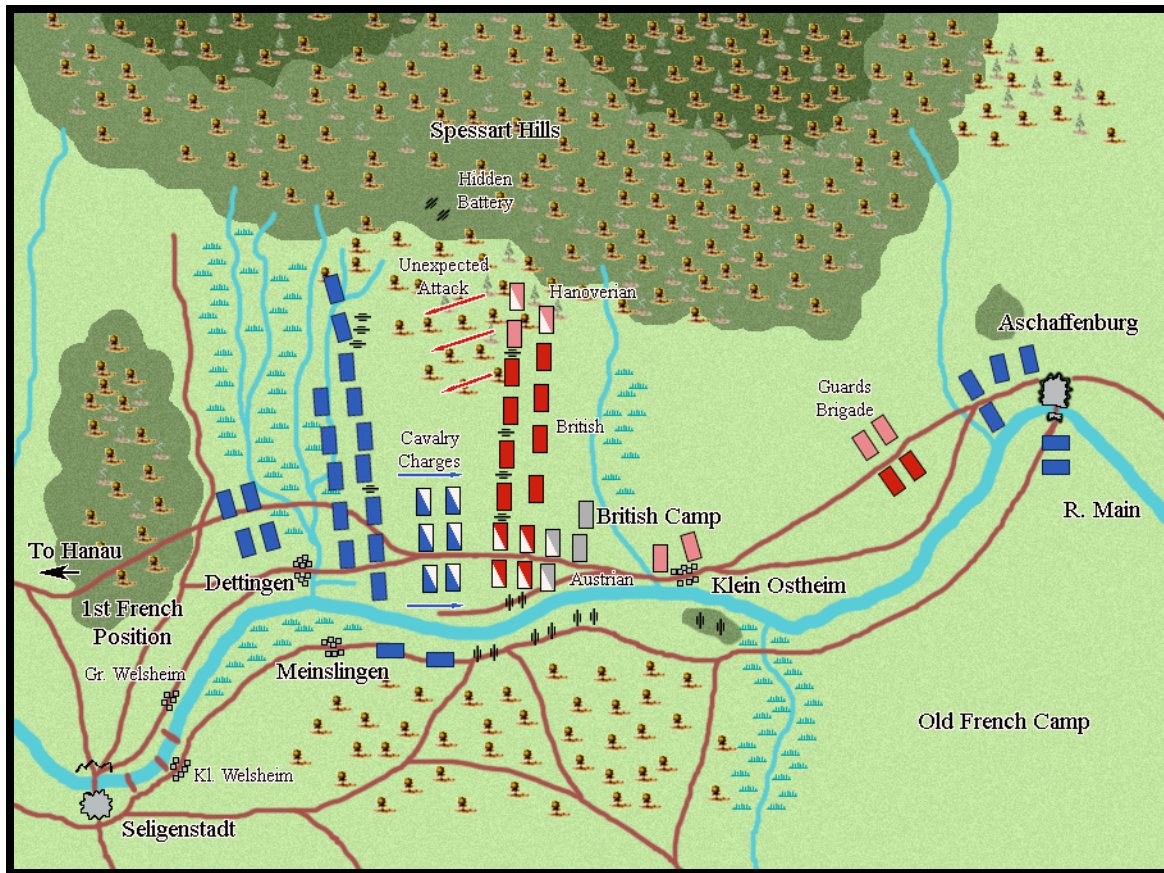 Spessart Hills
Hidden
Battery
Unexpected
Attack
Hanoverian
Aschaffenburg
Guards
Brigade
British
Cavalry
Charges
British Camp
R. Main
To Hanau
Dettingen
Austrian
Klein Ostheim
1st French
Position
Gr. Welsheim
Meinslingen
Old French Camp
Kl. Welsheim
Seligenstadt